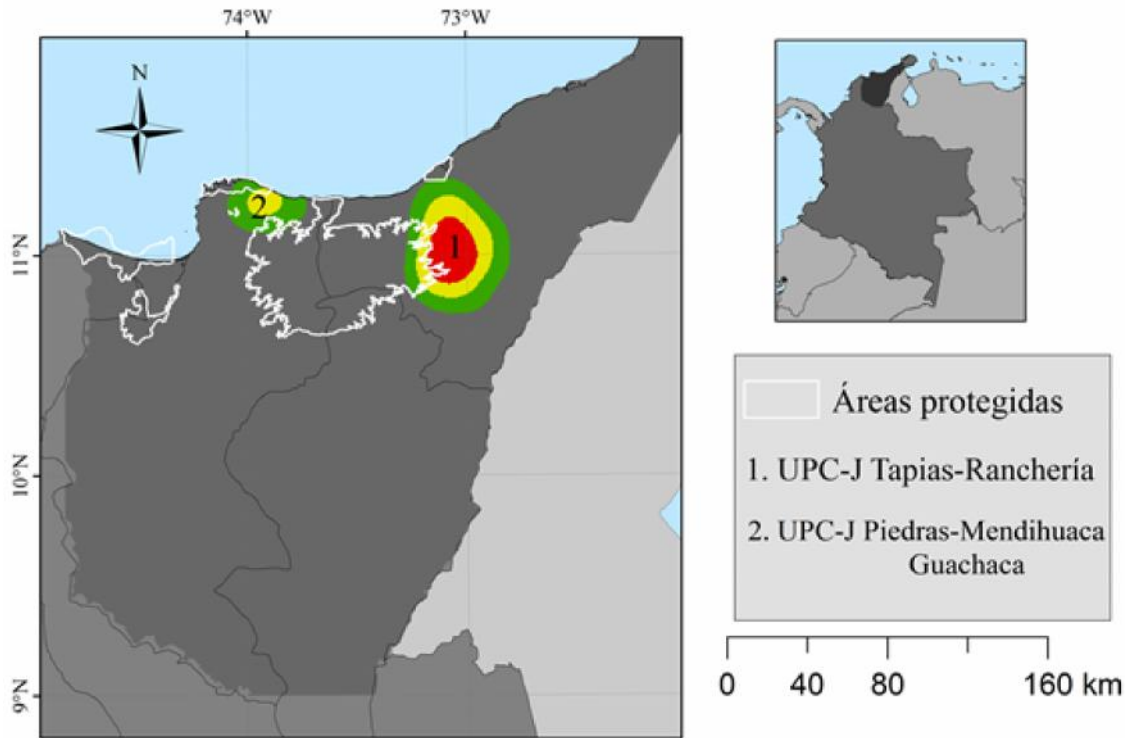 74°W
73°W
N
11°N
10°N
9°N
2
1
Áreas protegidas
1. UPC-J Tapias-Ranchería
2. UPC-J Piedras-Mendihuaca
Guachaca
0
40
80
160 km